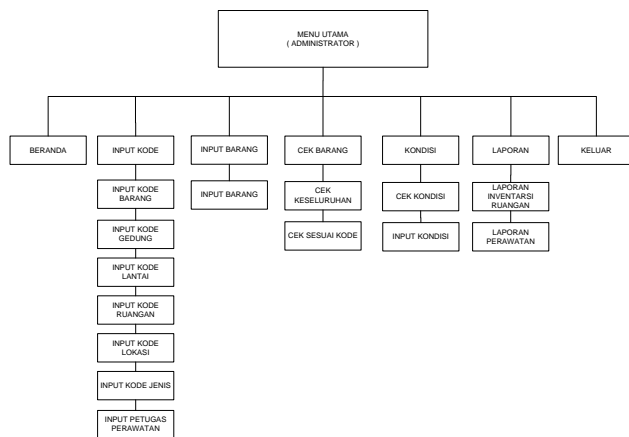 MENU UTAMA
( ADMINISTRATOR )
BERANDA
INPUT KODE
INPUT BARANG
CEK BARANG
KONDISI
LAPORAN
KELUAR
INPUT KODE
BARANG
INPUT KODE
GEDUNG
INPUT KODE
LANTAI
INPUT KODE
RUANGAN
INPUT KODE
LOKASI
INPUT KODE JENIS
INPUT PETUGAS
PERAWATAN
INPUT BARANG
CEK
KESELURUHAN
CEK SESUAI KODE
CEK KONDISI
INPUT KONDISI
LAPORAN
INVENTARSI
RUANGAN
LAPORAN
PERAWATAN